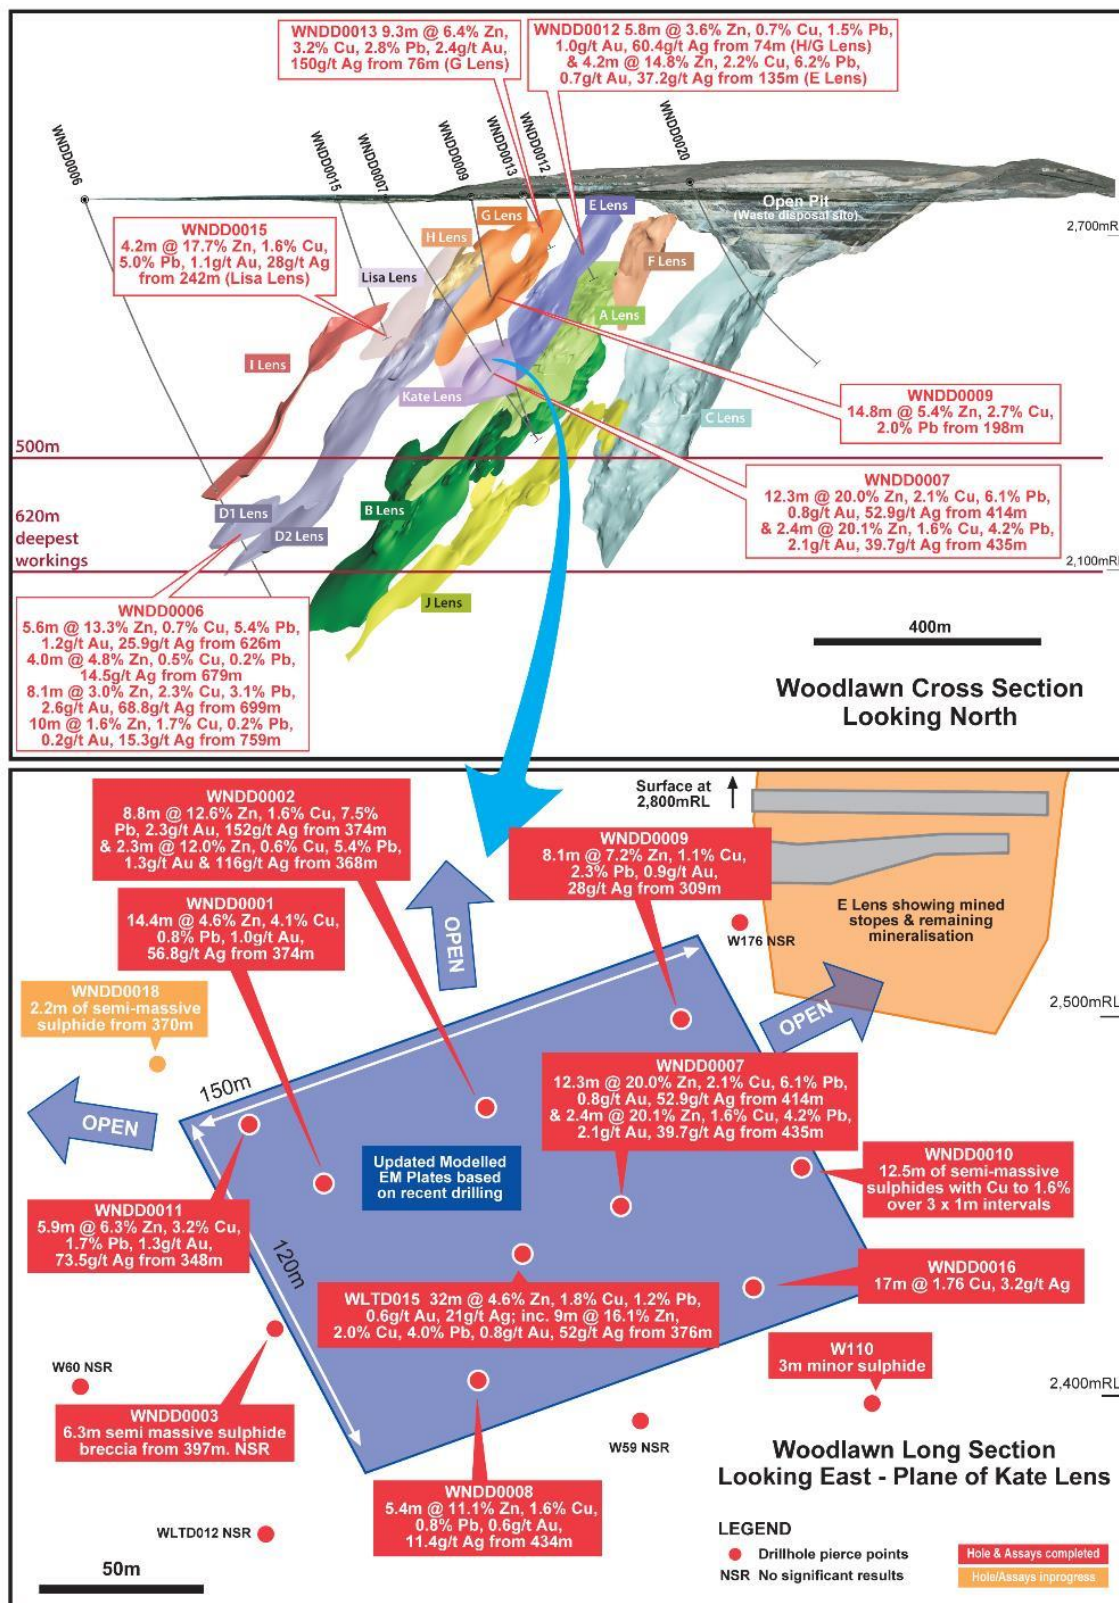 WNDD0013 9.3m @ 6.4% Zn,
3.2% Cu, 2.8% Pb, 2.4g/t Au,
150g/t Ag from 76m (G Lens)
WNDD0012 5.8m @ 3.6% Zn, 0.7% Cu, 1.5% Pb,
1.0g/t Au, 60.4g/t Ag from 74m (H/G Lens)
& 4.2m @ 14.8% Zn, 2.2% Cu, 6.2% Pb
0.7g/t Au, 37.2g/t Ag from 135m (E Lens)
WNDD0006
WNDD0015
WNDD0007
WNDD0009
WNDD0013
WNDD0012
WNDD0020
Open Pit
(Waste disposal site)
2,700mRL
WNDD0015
4.2m @ 17.7% Zn, 1.6% Cu,
5.0% Pb, 1.1g/t Au, 28g/t Ag
from 242m (Lisa Lens)
G Lens
E Lens
H Lens
F Lens
Lisa Lens
A Lens
I Lens
Kate Lens
C Lens
WNDD0009
14.8m @ 5.4% Zn, 2.7% Cu,
2.0% Pb from 198m
500m
WNDD0007
12.3m @ 20.0% Zn, 2.1% Cu, 6.1% Pb,
0.8g/t Au, 52.9g/t Ag from 414m
& 2.4m @ 20.1% Zn, 1.6% Cu, 4.2% Pb,
2.1g/t Au, 39.7g/t Ag from 435m
D1 Lens
B Lens
D2 Lens
620m
deepest
workings
2,100mRL
J Lens
WNDD0006
5.6m @ 13.3% Zn, 0.7% Cu, 5.4% Pb,
1.2g/t Au, 25.9g/t Ag from 626m
4.0m @ 4.8% Zn, 0.5% Cu, 0.2% Pb,
14.5g/t Ag from 679m
8.1m @ 3.0% Zn, 2.3% Cu, 3.1% Pb,
2.6g/t Au, 68.8g/t Ag from 699m
10m @ 1.6% Zn, 1.7% Cu, 0.2% Pb,
0.2g/t Au, 15.3g/t Ag from 759m
400m
Woodlawn Cross Section
Looking North
WNDD0002
8.8m @ 12.6% Zn, 1.6% Cu, 7.5%
Pb, 2.3g/t Au, 152g/t Ag from 374m
& 2.3m @ 12.0% Zn, 0.6% Cu, 5.4% Pb,
1.3g/t Au & 116g/t Ag from 368m
Surface at
2,800mRL
WNDD0009
8.1m @ 7.2% Zn, 1.1% Cu,
2.3% Pb, 0.9g/t Au,
28g/t Ag from 309m
E Lens showing mined
stopes & remaining
mineralisation
WNDD0001
14.4m @ 4.6% Zn, 4.1% Cu,
0.8% Pb, 1.0g/t Au,
56.8g/t Ag from 374m
OPEN
W176 NSR
WNDD0018
2.2m of semi-massive
sulphide from 370m
OPEN
2,500mRL
150m
OPEN
WNDD0007
12.3m @ 20.0% Zn, 2.1% Cu, 6.1% Pb,
0.8g/t Au, 52.9g/t Ag from 414m
& 2.4m @ 20.1% Zn, 1.6% Cu, 4.2% Pb,
2.1g/t Au, 39.7g/t Ag from 435m
Updated Modelled
EM Plates based
on recent drilling
WNDD0010
12.5m of semi-massive
sulphides with Cu to 1.6%
over 3 x 1m intervals
WNDD0011
5.9m @ 6.3% Zn, 3.2% Cu,
1.7% Pb, 1.3g/t Au,
73.5g/t Ag from 348m
120m
WNDD0016
17m @ 1.76 Cu, 3.2g/t Ag
WLTD015 32m @ 4.6% Zn, 1.8% Cu, 1.2% Pb,
0.6g/t Au, 21g/t Ag; inc. 9m @ 16.1% Zn,
2.0% Cu, 4.0% Pb, 0.8g/t Au, 52g/t Ag from 376m
W110
3m minor sulphide
W60 NSR
2,400mRL
WNDD0003
6.3m semi massive sulphide
breccia from 397m. NSR
W59 NSR
Woodlawn Long Section
Looking East - Plane of Kate Lens
WNDD0008
5.4m @ 11.1% Zn, 1.6% Cu,
0.8% Pb, 0.6g/t Au,
11.4g/t Ag from 434m
WLTD012 NSR
LEGEND
Drillhole pierce points
Hole & Assays completed
NSR No significant results
Hole/Assays inprogress
50m